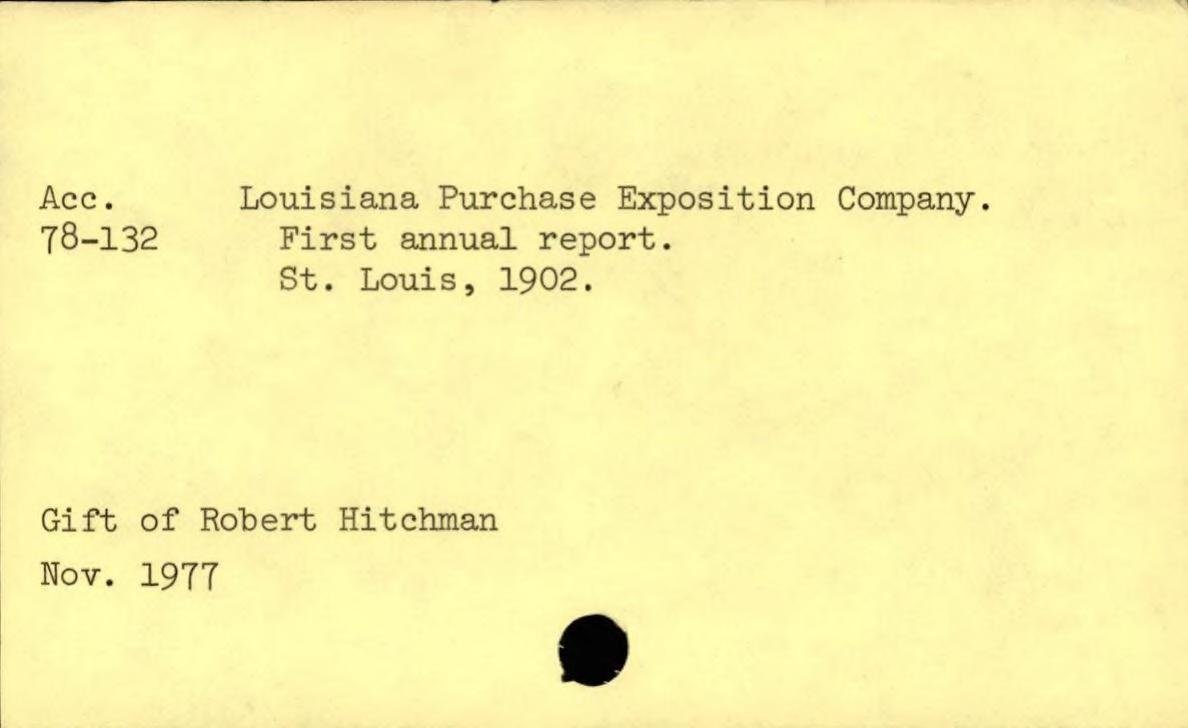 Acc. Louisiana Purchase Exposition Company.
78-132 First annual report.
St. Louis, 1902.
Gift of Robert Hitchman
Nov. 1977